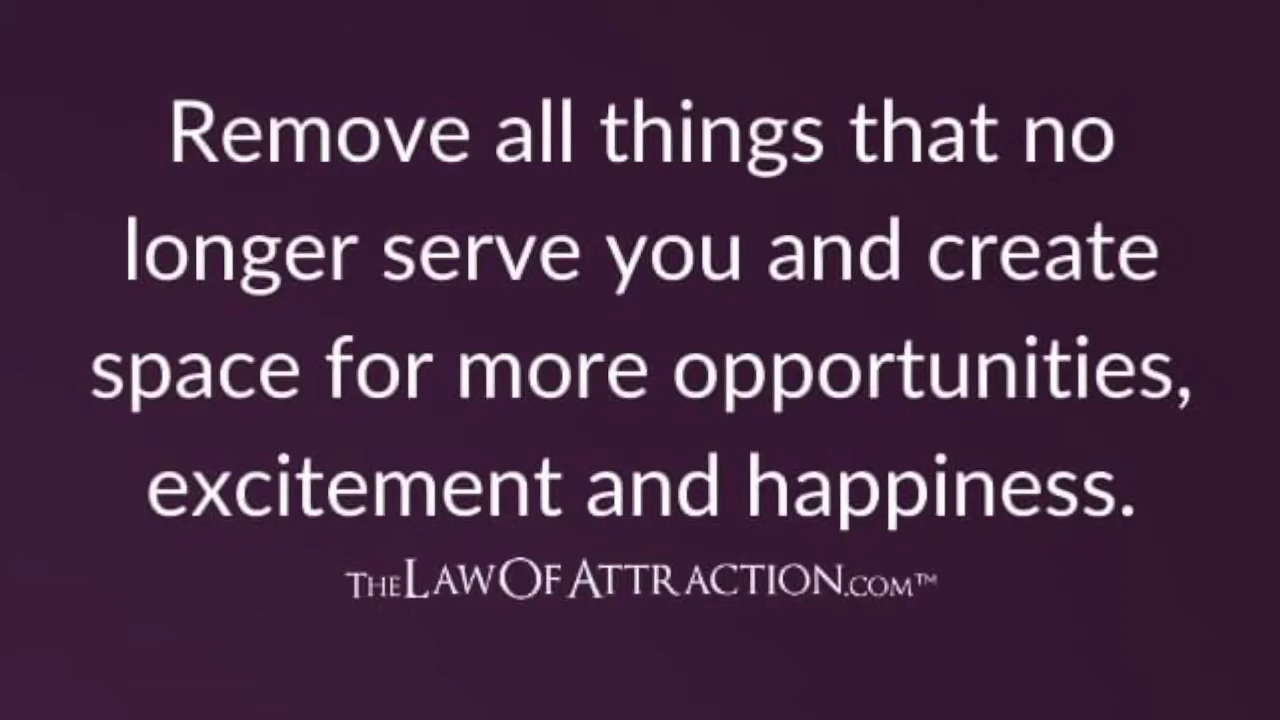 Remove all things that no
longer serve you and create
space for more opportunities,
excitement and happiness.
THELAWOFATTRACTION.COM™